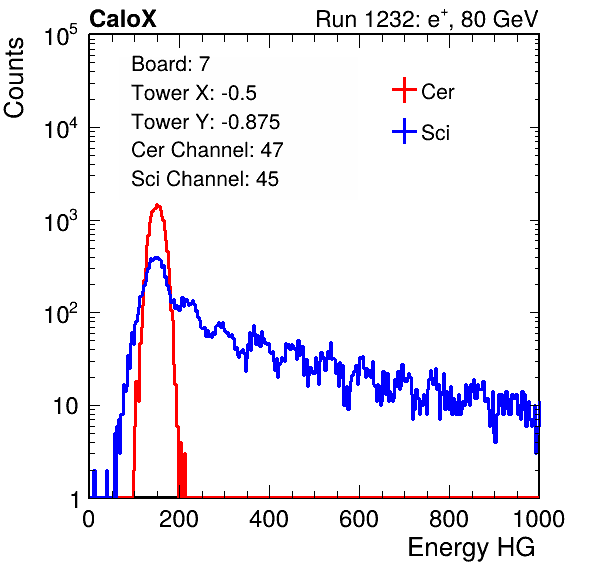 CaloX Run 1232: e⁺, 80 GeV
Board: 7
Tower X: -0.5
Tower Y: -0.875
Cer Channel: 47
Sci Channel: 45
Cer
Sci
Counts
10⁵
10⁴
10³
10²
10
1
0 200 400 600 800 1000
Energy HG